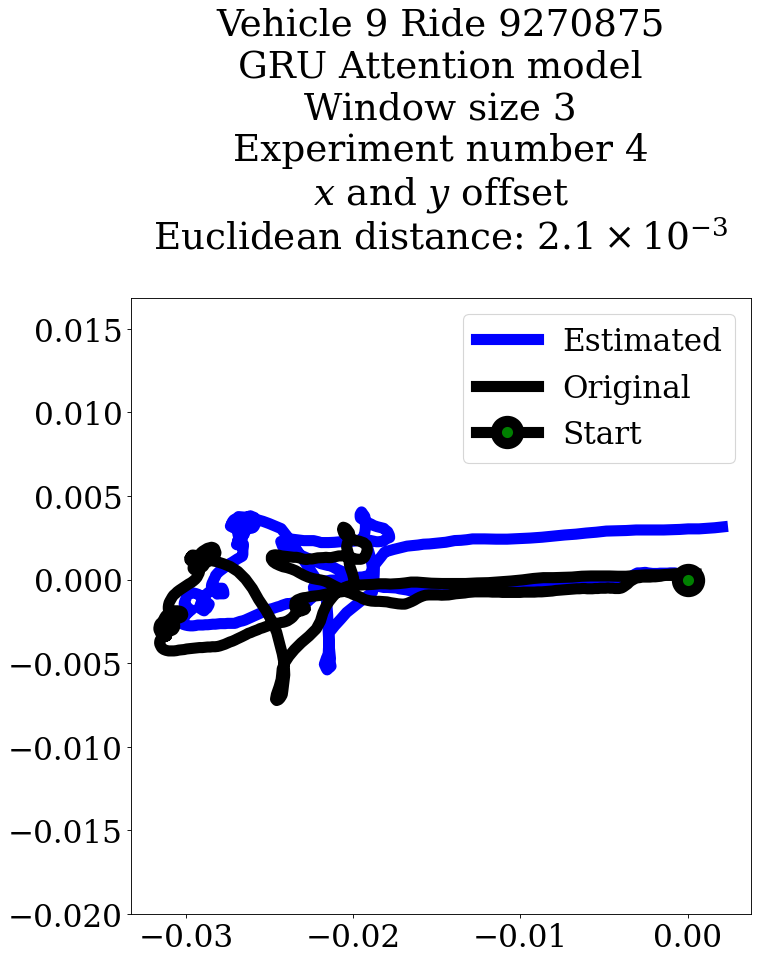 Vehicle 9 Ride 9270875
GRU Attention model
Window size 3
Experiment number 4
x and y offset
Euclidean distance: 2.1 × 10⁻³
Estimated
Original
Start
0.015
0.010
0.005
0.000
−0.005
−0.010
−0.015
−0.020
−0.03 −0.02 −0.01 0.00